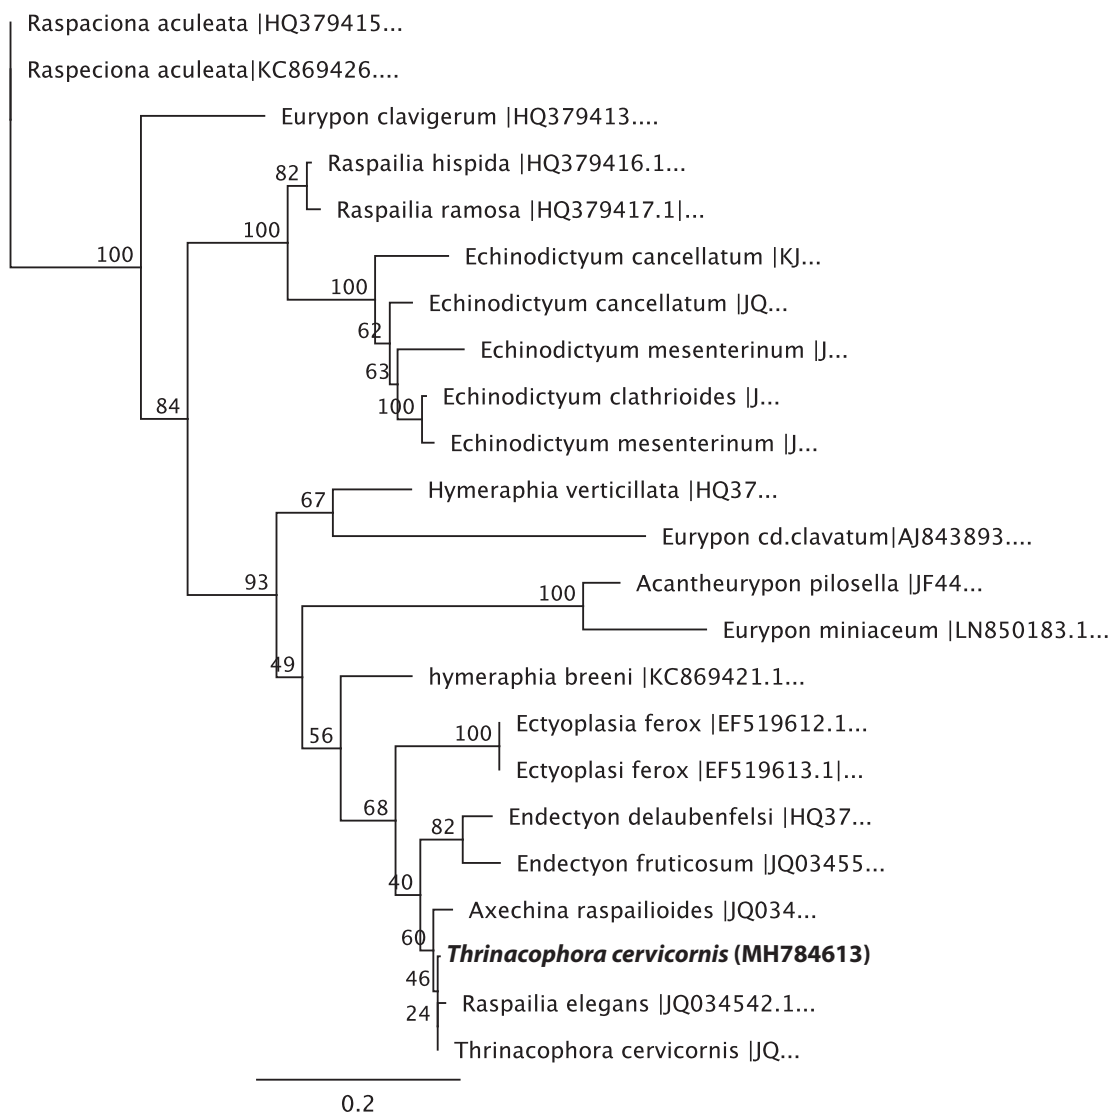 Raspaciona aculeata |HQ379415...
Raspeciona aculeata|KC869426....
Eurypon clavigerum |HQ379413....
Raspailia hispida |HQ379416.1...
82
Raspailia ramosa |HQ379417.1|...
100
100
Echinodictyum cancellatum |KJ...
100
Echinodictyum cancellatum |JQ...
62
Echinodictyum mesenterinum |J...
63
Echinodictyum clathrioides |J...
100
84
Echinodictyum mesenterinum |J...
Hymeraphia verticillata |HQ37...
67
Eurypon cd.clavatum|AJ843893....
93
Acantheurypon pilosella |JF44...
100
Eurypon miniaceum |LN850183.1...
49
hymeraphia breeni |KC869421.1...
Ectyoplasia ferox |EF519612.1...
100
56
Ectyoplasi ferox |EF519613.1|...
68
Endectyon delaubenfelsi |HQ37...
82
Endectyon fruticosum |JQ03455...
40
Axechina raspailioides |JQ034...
60
Thrinacophora cervicornis (MH784613)
46
Raspailia elegans |JQ034542.1...
24
Thrinacophora cervicornis |JQ...
0.2